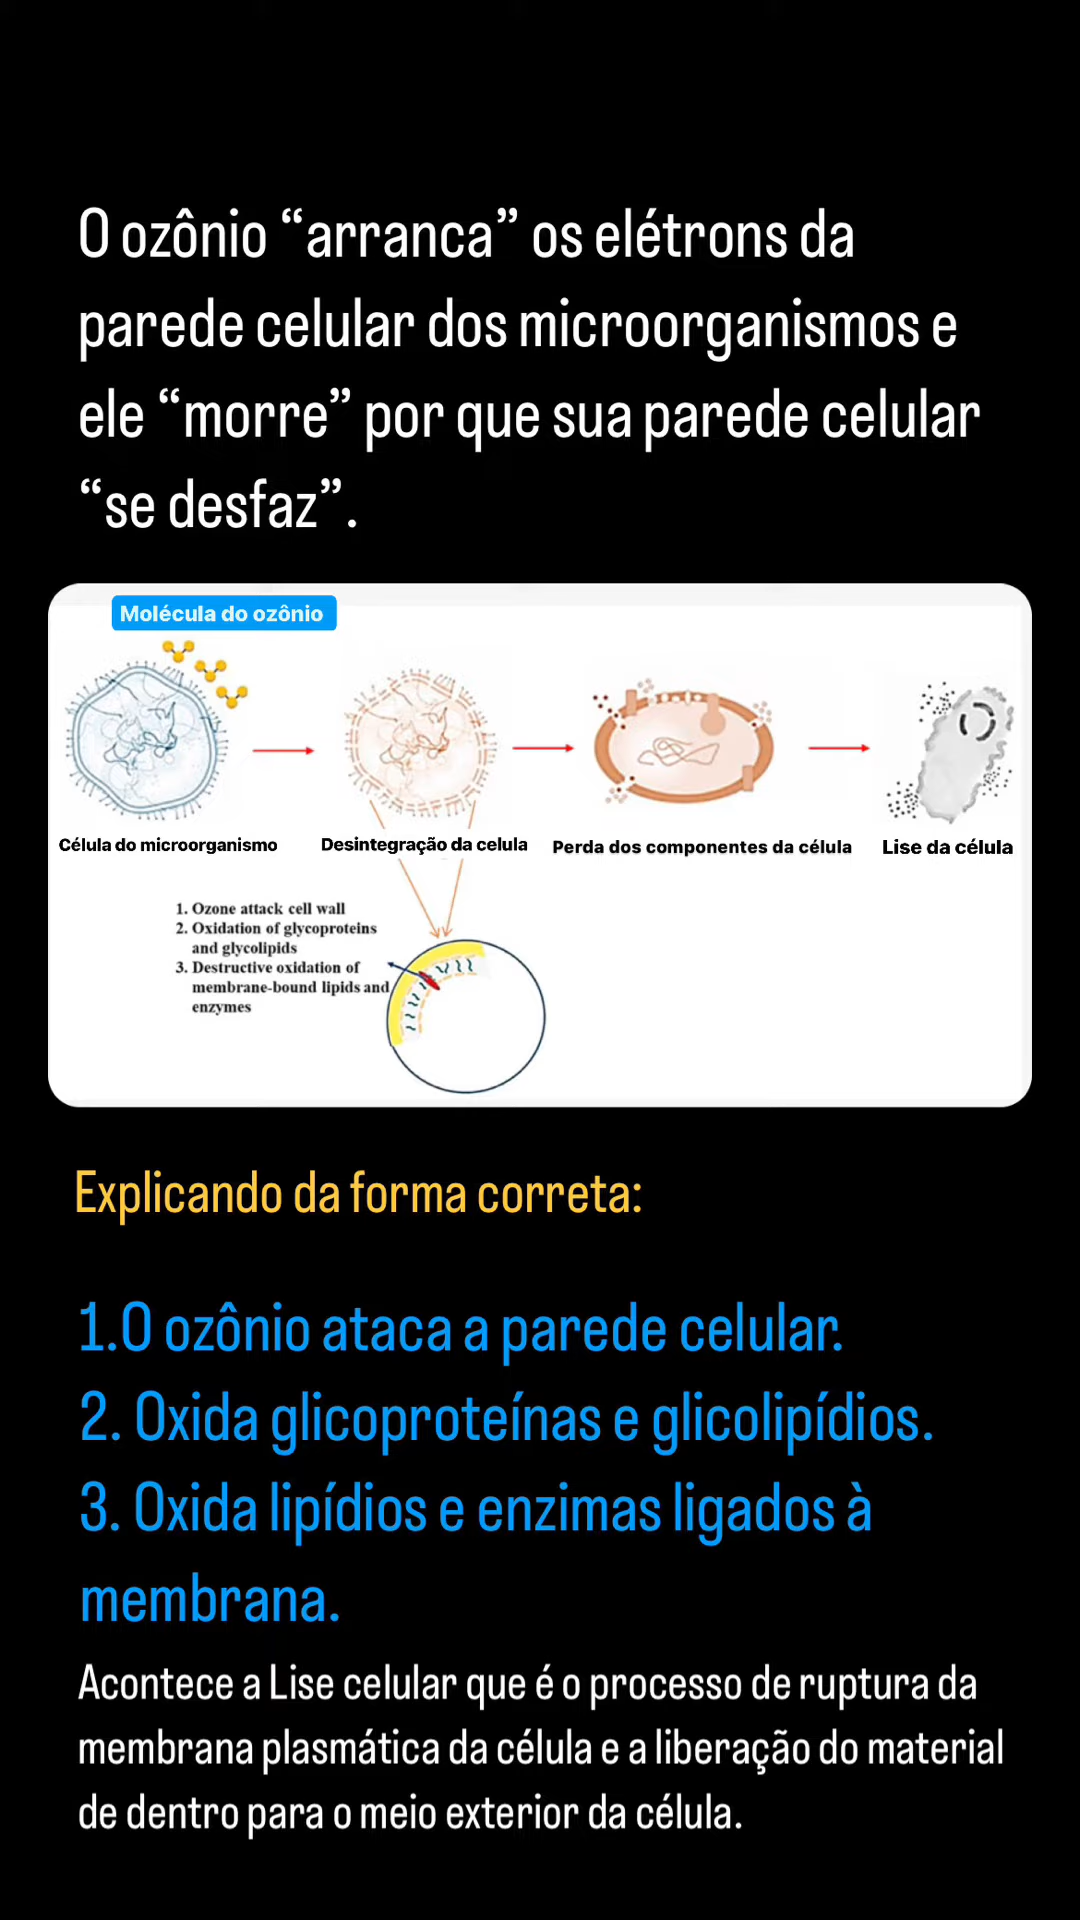 O ozônio “arranca” os elétrons da
parede celular dos microorganismos e
ele “morre” por que sua parede celular
“se desfaz”.
Molécula do ozônio
Célula do microorganismo
Desintegração da celula
Perda dos componentes da célula
Lise da célula
1. Ozone attack cell wall
2. Oxidation of glycoproteins
and glycolipids
3. Destructive oxidation of
membrane-bound lipids and
enzymes
Explicando da forma correta:
1.O ozônio ataca a parede celular.
2. Oxida glicoproteínas e glicolipídios.
3. Oxida lipídios e enzimas ligados à
membrana.
Acontece a Lise celular que é o processo de ruptura da
membrana plasmática da célula e a liberação do material
de dentro para o meio exterior da célula.